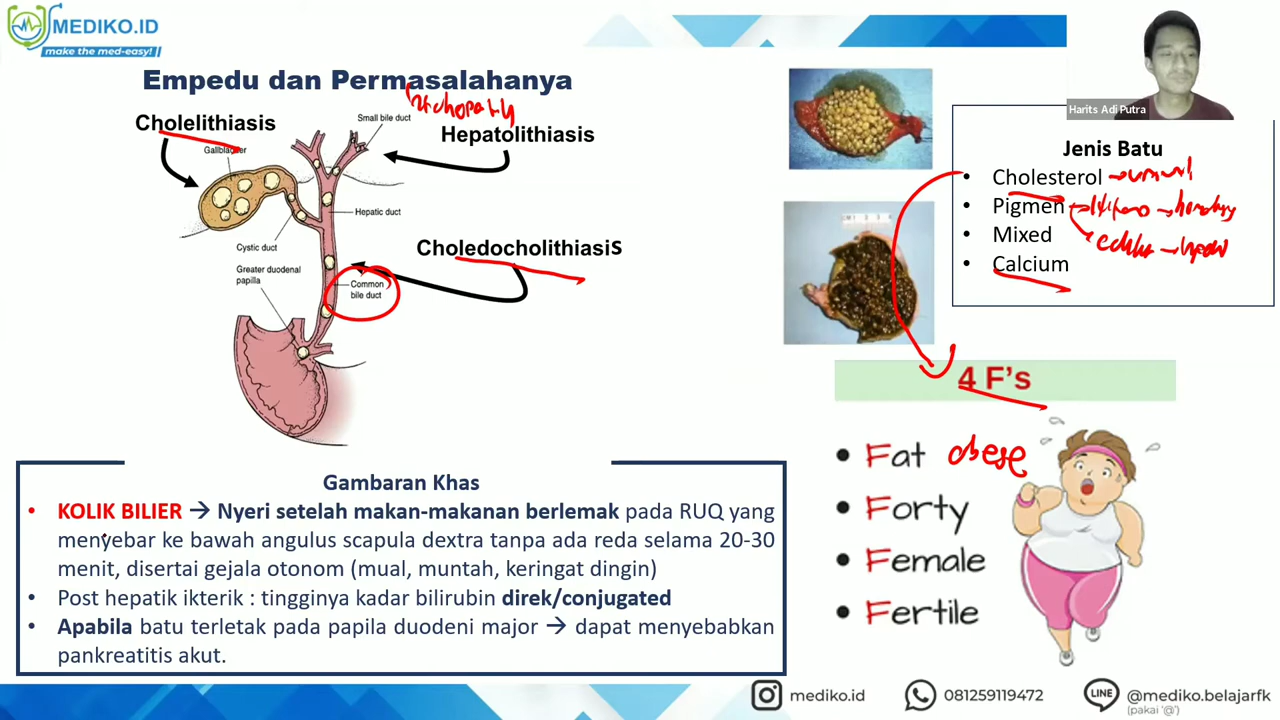 MEDIKO.ID
make the med-easy!
Harits Adi Putra
Empedu dan Permasalahanya
Cholelithiasis
Hepatolithiasis
Choledocholithiasis
Small bile duct
Gallbladder
Hepatic duct
Cystic duct
Greater duodenal
papilla
Common
bile duct
Jenis Batu
• Cholesterol
• Pigmen
• Mixed
• Calcium
4 F's
• Fat obese
• Forty
• Female
• Fertile
Gambaran Khas
• KOLIK BILIER → Nyeri setelah makan-makanan berlemak pada RUQ yang
menyebar ke bawah angulus scapula dextra tanpa ada reda selama 20-30
menit, disertai gejala otonom (mual, muntah, keringat dingin)
• Post hepatik ikterik : tingginya kadar bilirubin direk/conjugated
• Apabila batu terletak pada papila duodeni major → dapat menyebabkan
pankreatitis akut.
mediko.id
081259119472
LINE
@mediko.belajarfk
(pakai '@')